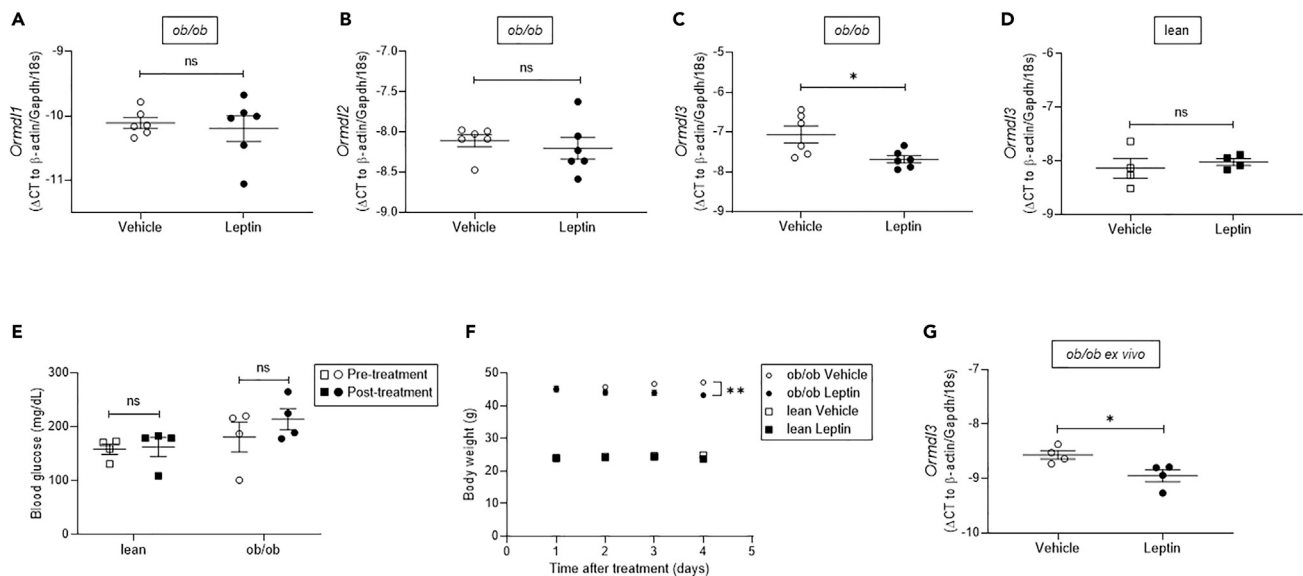 A
ob/ob
Ormdl1
(ΔCT to β-actin/Gapdh/18s)
-9
-10
-11
ns
Vehicle
Leptin
B
ob/ob
Ormdl2
(ΔCT to β-actin/Gapdh/18s)
-7.0
-7.5
-8.0
-8.5
-9.0
ns
Vehicle
Leptin
C
ob/ob
Ormdl3
(ΔCT to β-actin/Gapdh/18s)
-5
-6
-7
-8
-9
*
Vehicle
Leptin
D
lean
Ormdl3
(ΔCT to β-actin/Gapdh/18s)
-6
-7
-8
-9
ns
Vehicle
Leptin
E
Blood glucose (mg/dL)
300
200
100
0
ns
ns
lean
ob/ob
Pre-treatment
Post-treatment
F
Body weight (g)
50
40
30
20
10
0
0
1
2
3
4
5
Time after treatment (days)
**
ob/ob Vehicle
ob/ob Leptin
lean Vehicle
lean Leptin
G
ob/ob ex vivo
Ormdl3
(ΔCT to β-actin/Gapdh/18s)
-7
-8
-9
-10
*
Vehicle
Leptin